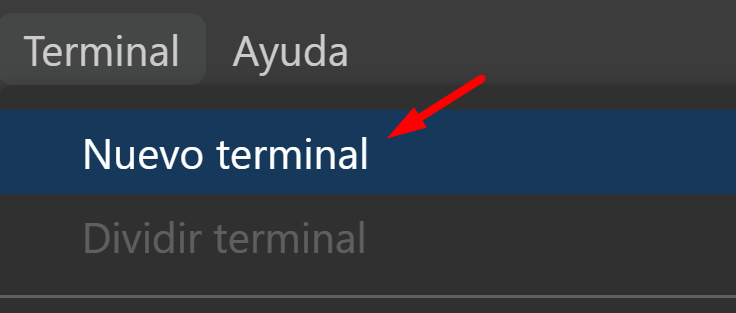 Terminal Ayuda
Nuevo terminal
Dividir terminal